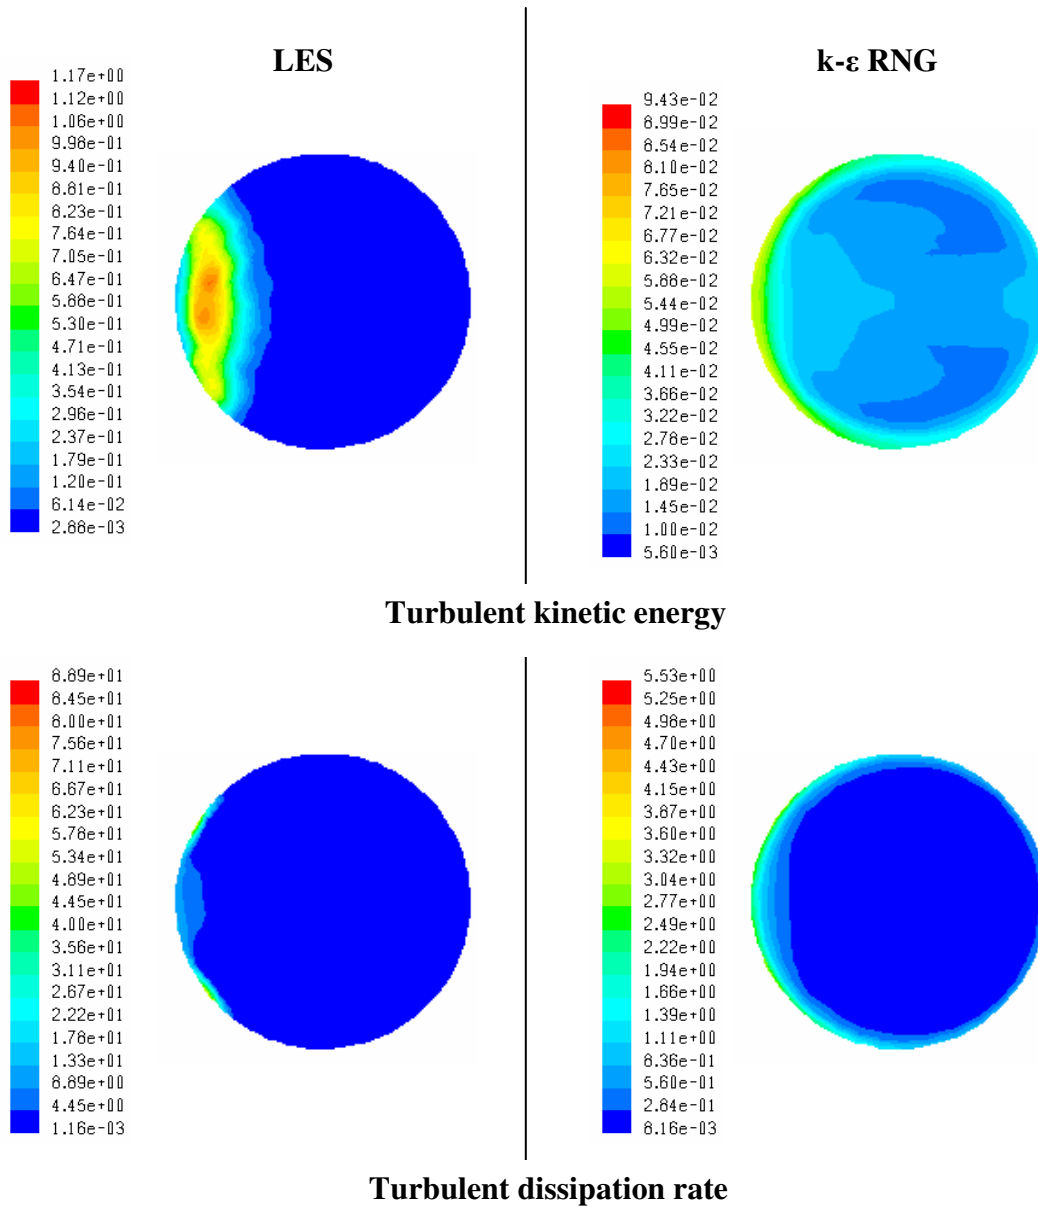 LES
k-ε RNG
1.17e+00
1.12e+00
1.06e+00
9.98e-01
9.40e-01
8.81e-01
8.23e-01
7.64e-01
7.05e-01
6.47e-01
5.88e-01
5.30e-01
4.71e-01
4.13e-01
3.54e-01
2.96e-01
2.37e-01
1.79e-01
1.20e-01
6.14e-02
2.88e-03
9.43e-02
8.99e-02
8.54e-02
8.10e-02
7.65e-02
7.21e-02
6.77e-02
6.32e-02
5.88e-02
5.44e-02
4.99e-02
4.55e-02
4.11e-02
3.66e-02
3.22e-02
2.78e-02
2.33e-02
1.89e-02
1.45e-02
1.00e-02
5.60e-03
Turbulent kinetic energy
8.89e+01
8.45e+01
8.00e+01
7.56e+01
7.11e+01
6.67e+01
6.23e+01
5.78e+01
5.34e+01
4.89e+01
4.45e+01
4.00e+01
3.56e+01
3.11e+01
2.67e+01
2.22e+01
1.78e+01
1.33e+01
8.89e+00
4.45e+00
1.16e-03
5.53e+00
5.25e+00
4.98e+00
4.70e+00
4.43e+00
4.15e+00
3.87e+00
3.60e+00
3.32e+00
3.04e+00
2.77e+00
2.49e+00
2.22e+00
1.94e+00
1.66e+00
1.39e+00
1.11e+00
8.36e-01
5.60e-01
2.84e-01
8.16e-03
Turbulent dissipation rate